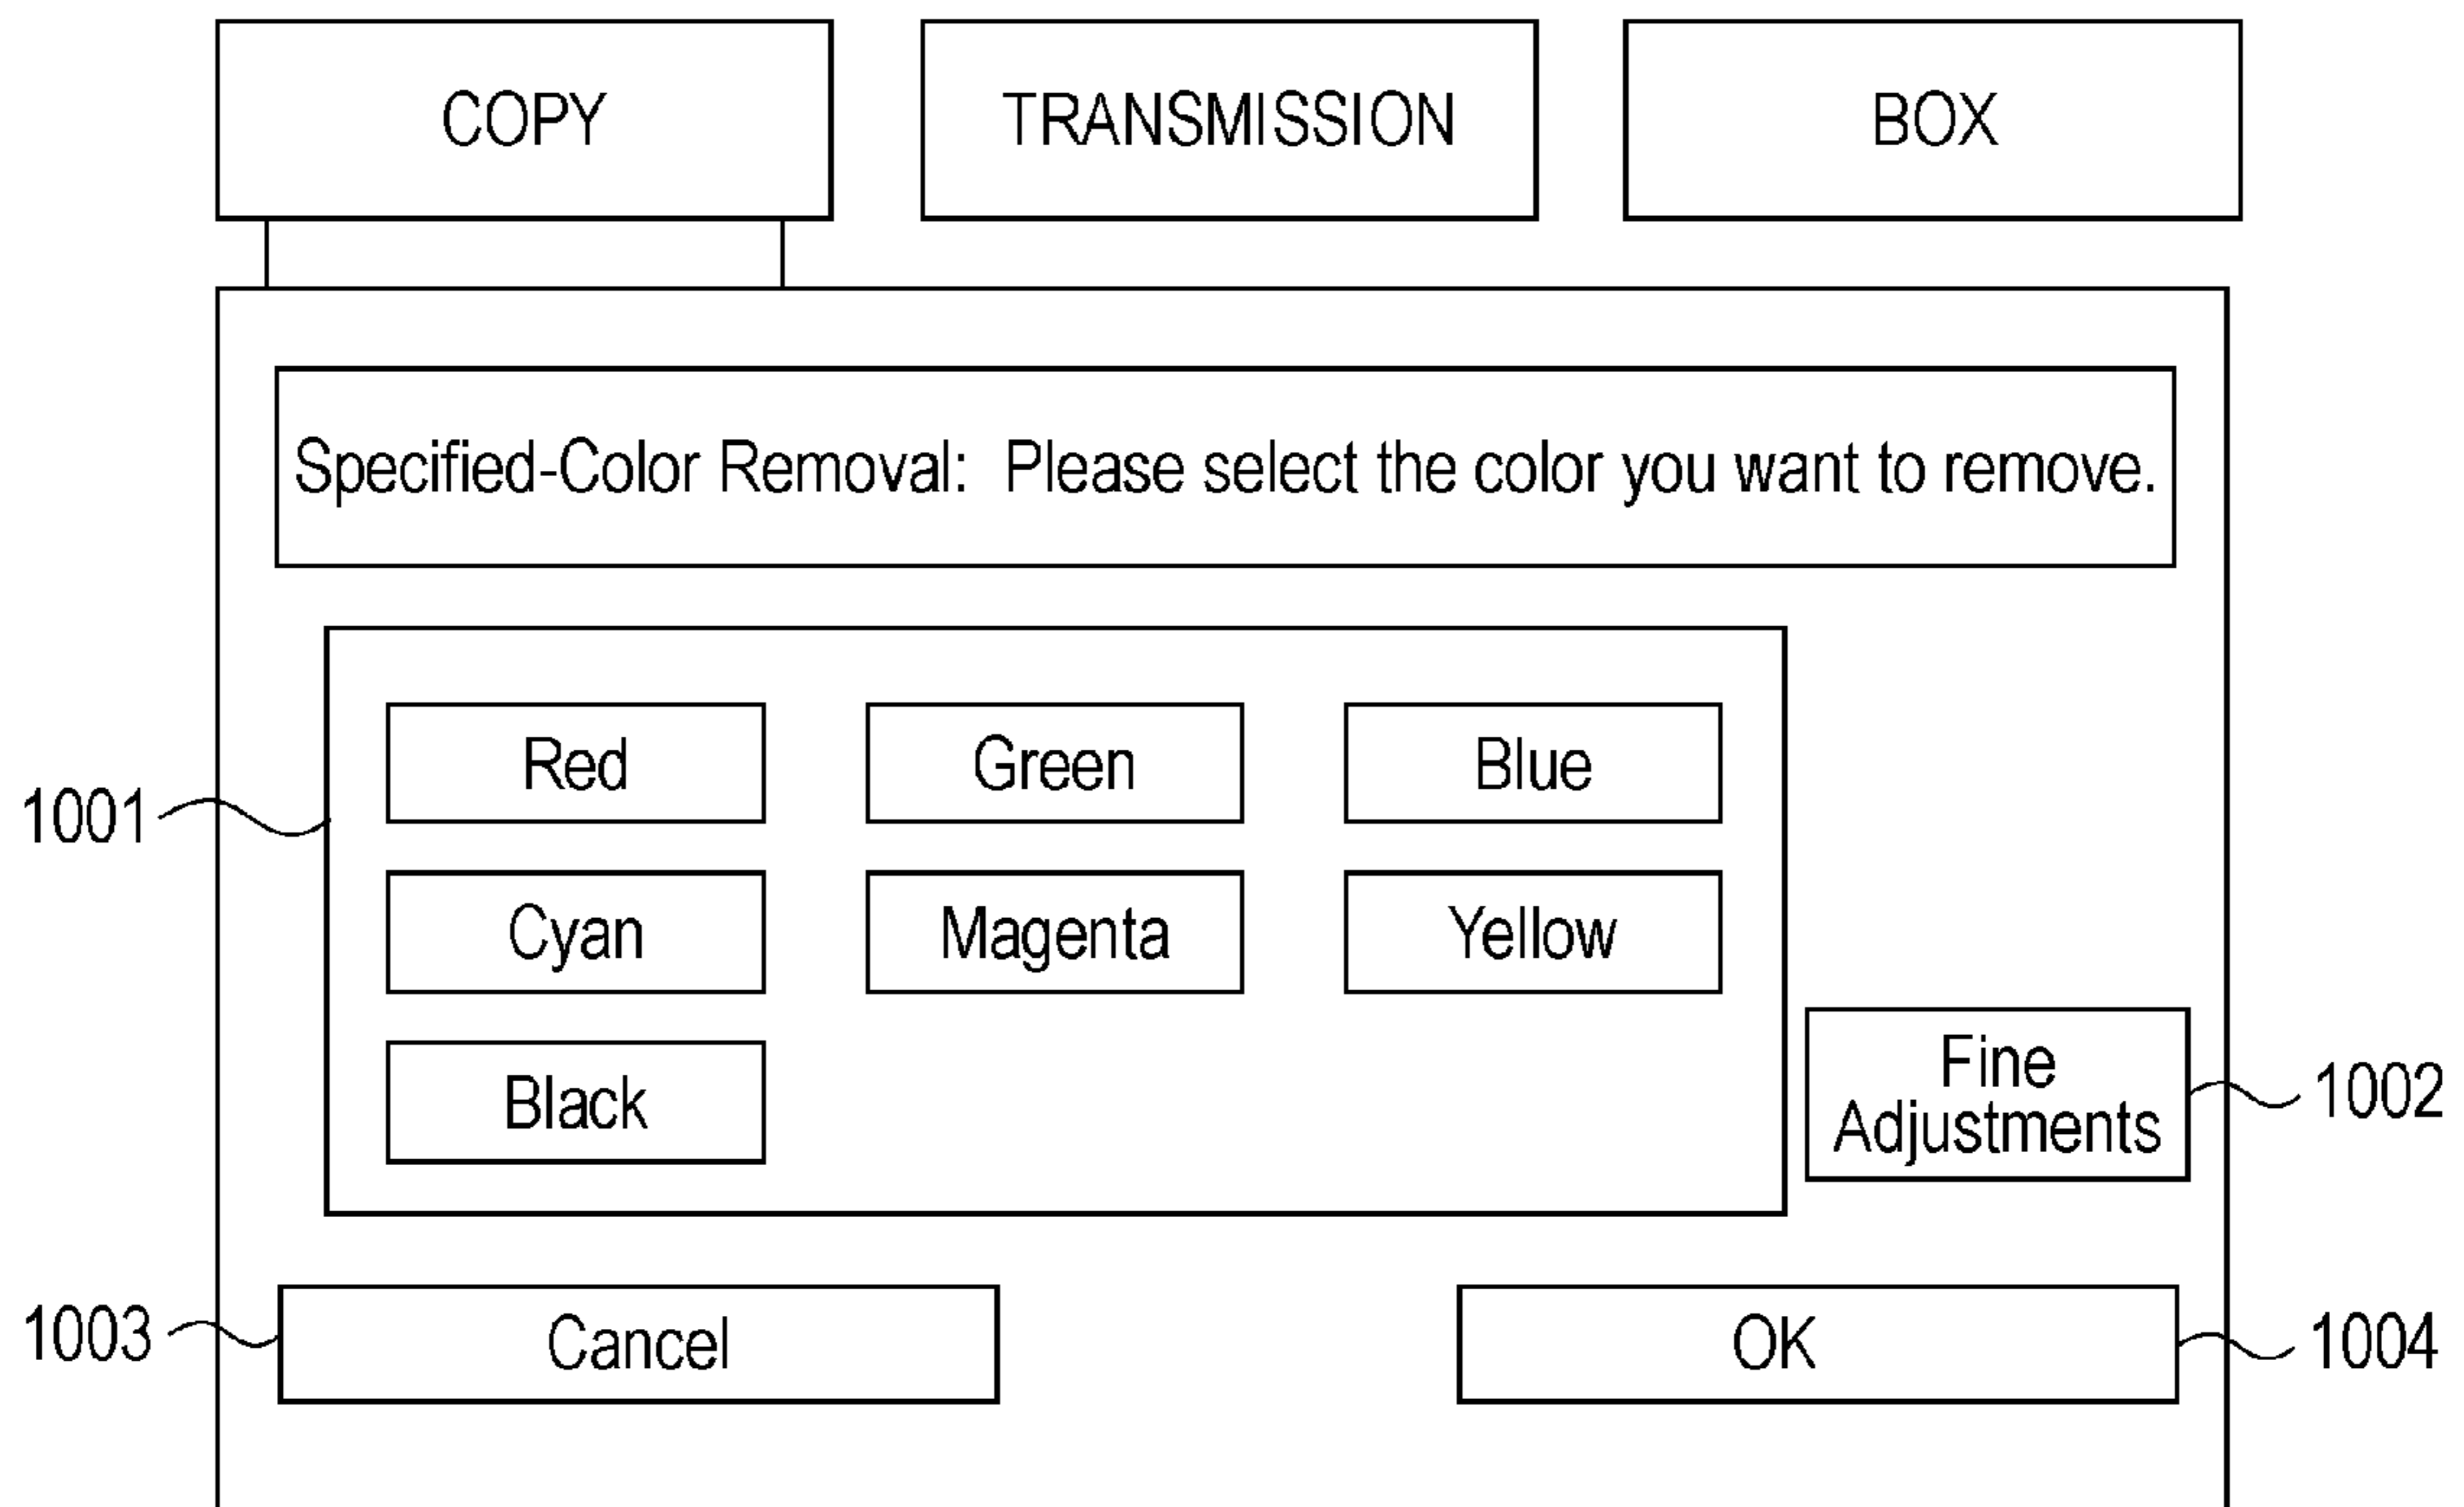 COPY
TRANSMISSION
BOX
Specified-Color Removal: Please select the color you want to remove.
Red
Green
Blue
1001
Cyan
Magenta
Yellow
Black
Fine
Adjustments
1002
1003
Cancel
OK
1004